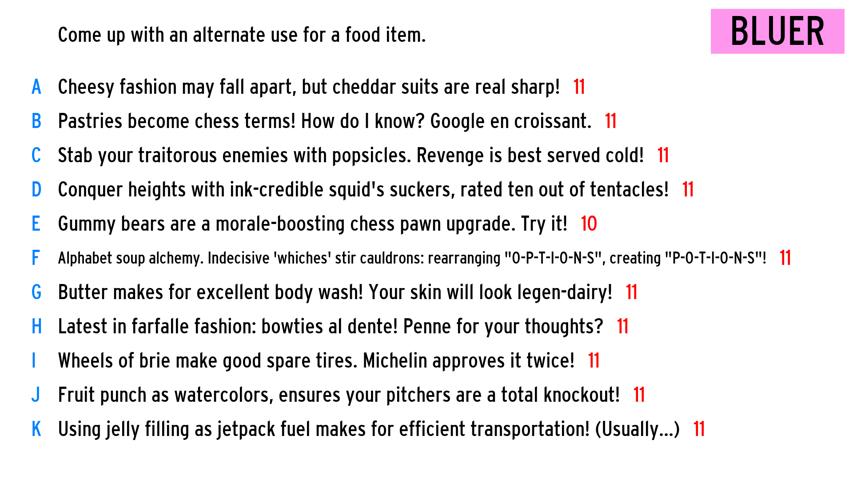 Come up with an alternate use for a food item.
BLUER
A Cheesy fashion may fall apart, but cheddar suits are real sharp! 11
B Pastries become chess terms! How do I know? Google en croissant. 11
C Stab your traitorous enemies with popsicles. Revenge is best served cold! 11
D Conquer heights with ink-credible squid's suckers, rated ten out of tentacles! 11
E Gummy bears are a morale-boosting chess pawn upgrade. Try it! 10
F Alphabet soup alchemy. Indecisive 'whiches' stir cauldrons: rearranging "O-P-T-I-O-N-S", creating "P-O-T-I-O-N-S"! 11
G Butter makes for excellent body wash! Your skin will look legen-dairy! 11
H Latest in farfalle fashion: bowties al dente! Penne for your thoughts? 11
I Wheels of brie make good spare tires. Michelin approves it twice! 11
J Fruit punch as watercolors, ensures your pitchers are a total knockout! 11
K Using jelly filling as jetpack fuel makes for efficient transportation! (Usually...) 11